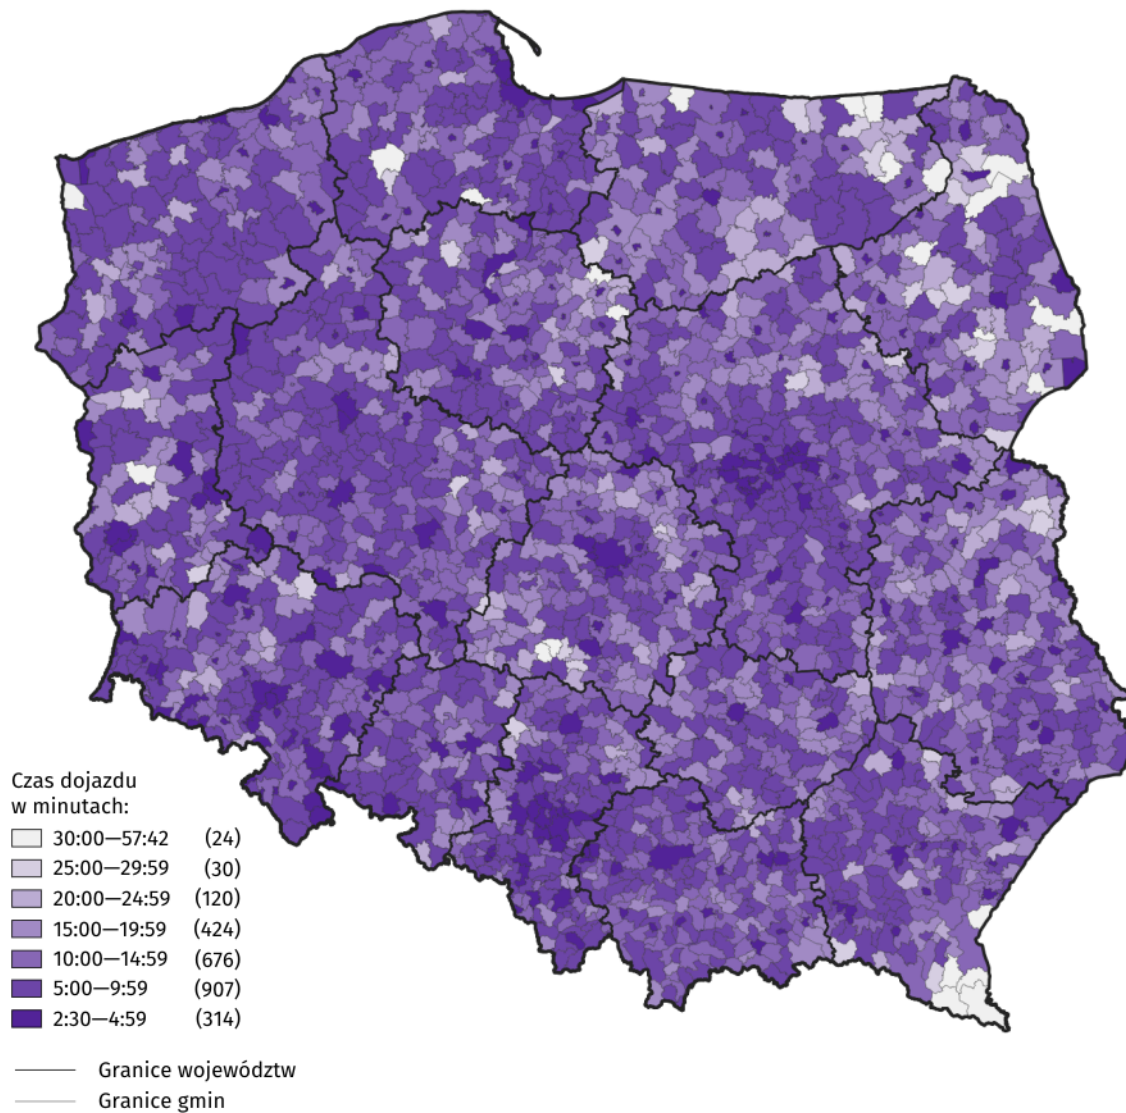 Czas dojazdu
w minutach:
30:00—57:42 (24)
25:00—29:59 (30)
20:00—24:59 (120)
15:00—19:59 (424)
10:00—14:59 (676)
5:00—9:59 (907)
2:30—4:59 (314)
Granice województw
Granice gmin